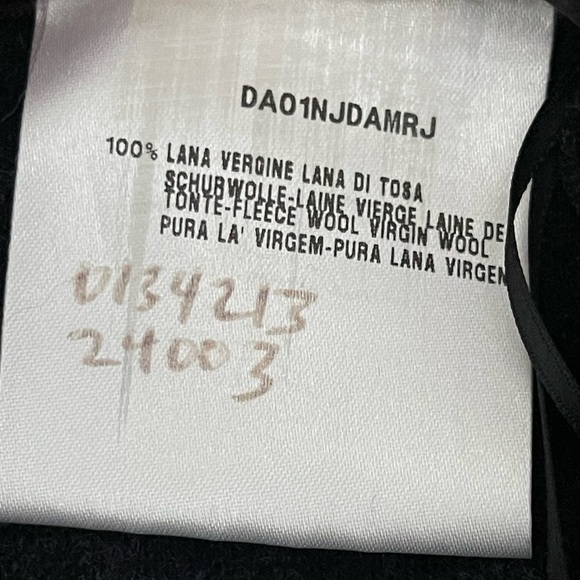 DA01NJDAMRJ
100% LANA VERGINE LANA DI TOSA
SCHURWOLLE-LAINE VIERGE LAINE DE
TONTE-FLEECE WOOL VIRGIN WOOL
PURA LA' VIRGEM-PURA LANA VIRGEN
0134213
24003